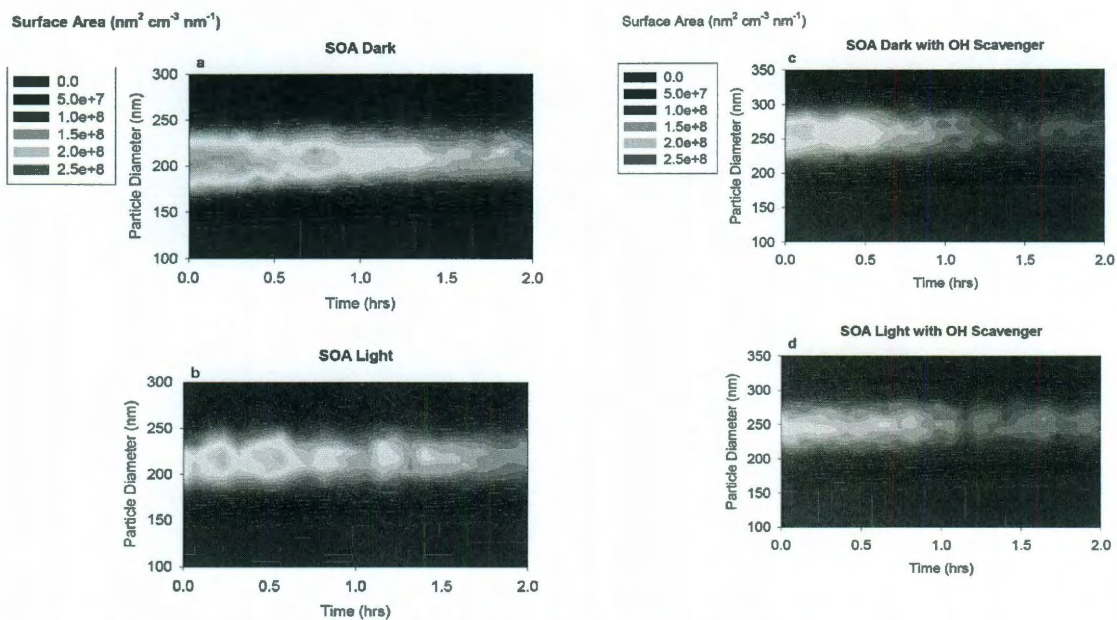 Surface Area (nm² cm⁻³ nm⁻¹)
SOA Dark
a
0.0
5.0e+7
1.0e+8
1.5e+8
2.0e+8
2.5e+8
Particle Diameter (nm)
300
250
200
150
100
0.0 0.5 1.0 1.5 2.0
Time (hrs)
SOA Light
b
Particle Diameter (nm)
300
250
200
150
100
0.0 0.5 1.0 1.5 2.0
Time (hrs)
Surface Area (nm² cm⁻³ nm⁻¹)
SOA Dark with OH Scavenger
c
0.0
5.0e+7
1.0e+8
1.5e+8
2.0e+8
2.5e+8
Particle Diameter (nm)
350
300
250
200
150
100
0.0 0.5 1.0 1.5 2.0
Time (hrs)
SOA Light with OH Scavenger
d
Particle Diameter (nm)
350
300
250
200
150
100
0.0 0.5 1.0 1.5 2.0
Time (hrs)